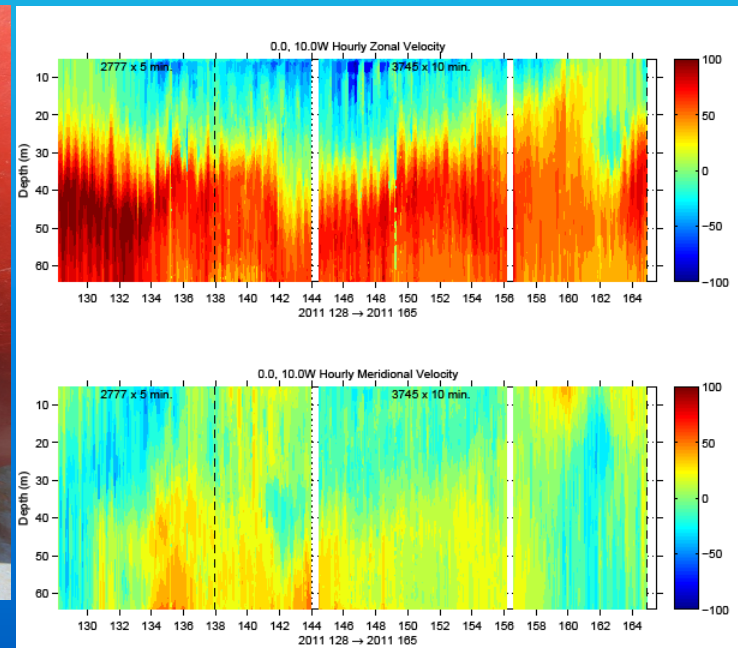 0.0, 10.0W Hourly Zonal Velocity
2777 x 5 min.
3745 x 10 min.
Depth (m)
10
20
30
40
50
60
130 132 134 136 138 140 142 144 146 148 150 152 154 156 158 160 162 164
2011 128 → 2011 165
100
50
0
−50
−100
0.0, 10.0W Hourly Meridional Velocity
2777 x 5 min.
3745 x 10 min.
Depth (m)
10
20
30
40
50
60
130 132 134 136 138 140 142 144 146 148 150 152 154 156 158 160 162 164
2011 128 → 2011 165
100
50
0
−50
−100